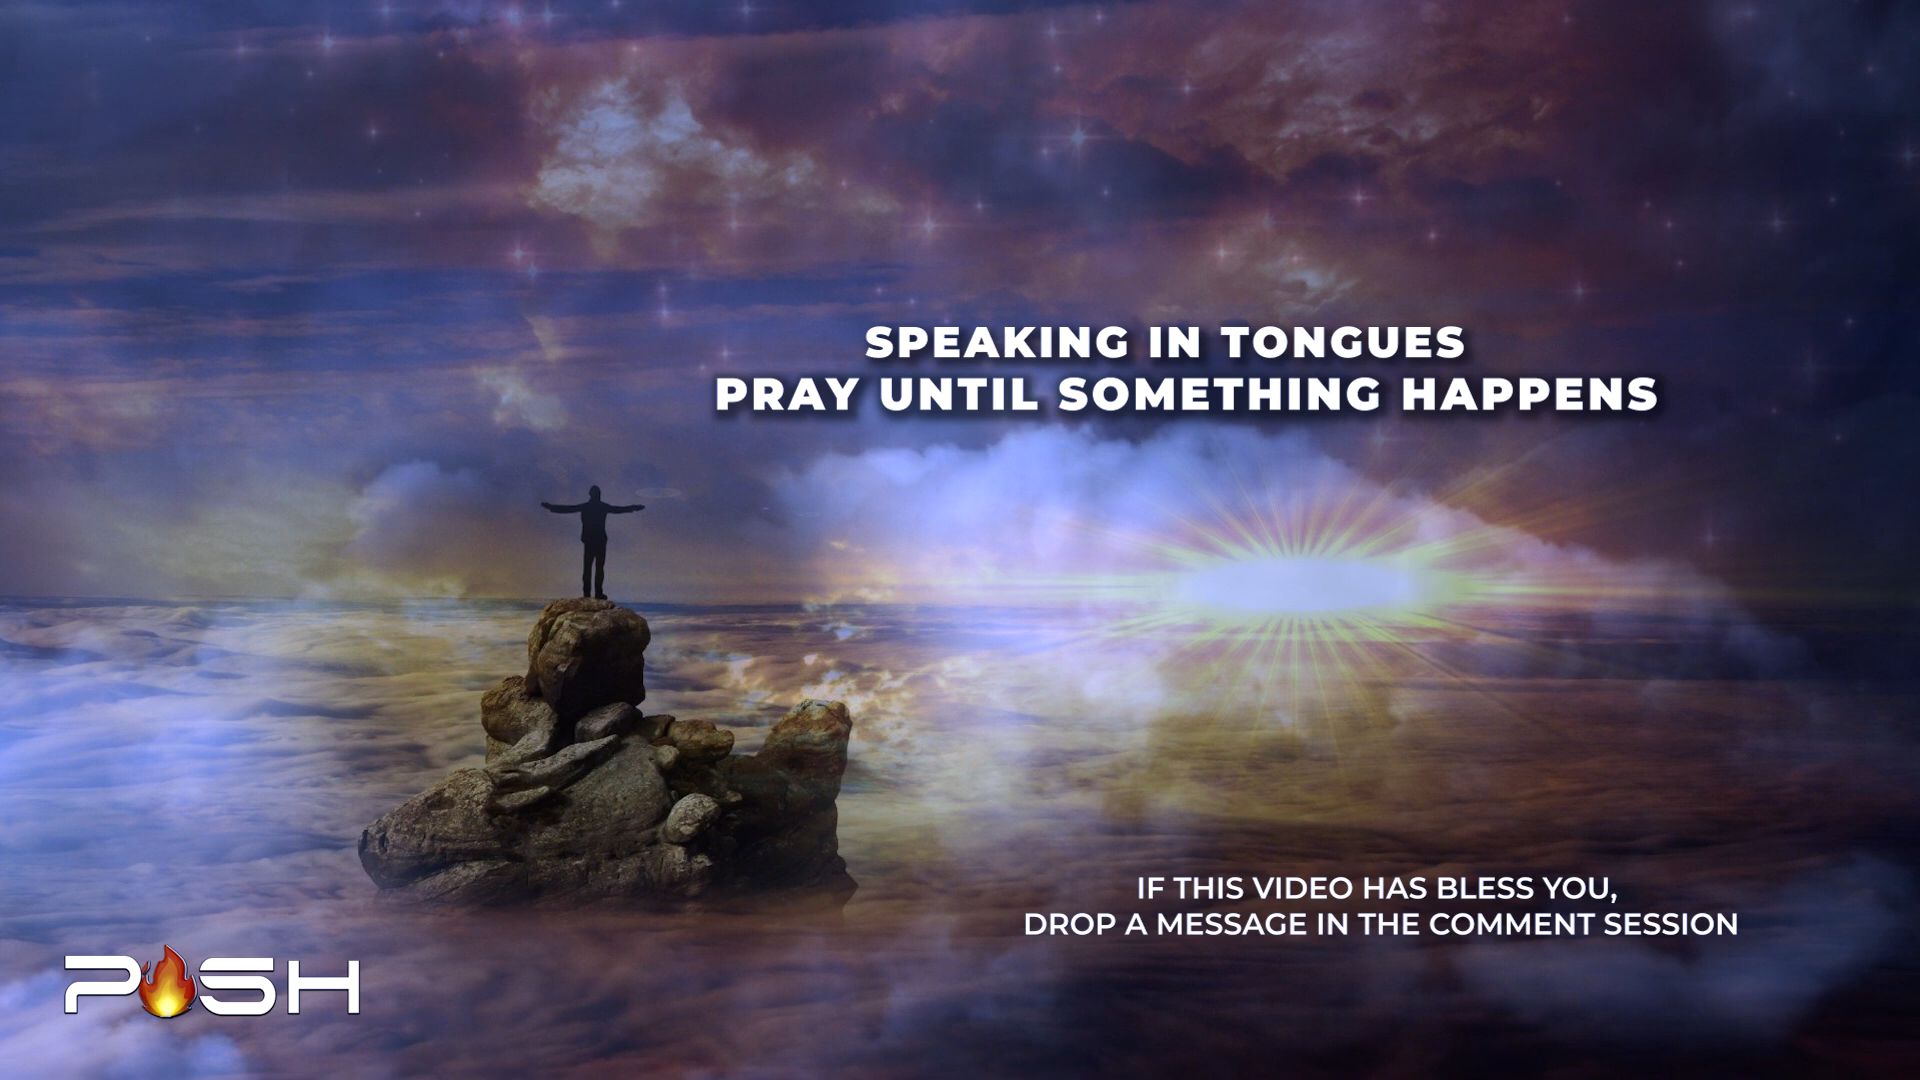 SPEAKING IN TONGUES
PRAY UNTIL SOMETHING HAPPENS
IF THIS VIDEO HAS BLESS YOU,
DROP A MESSAGE IN THE COMMENT SESSION
PUSH